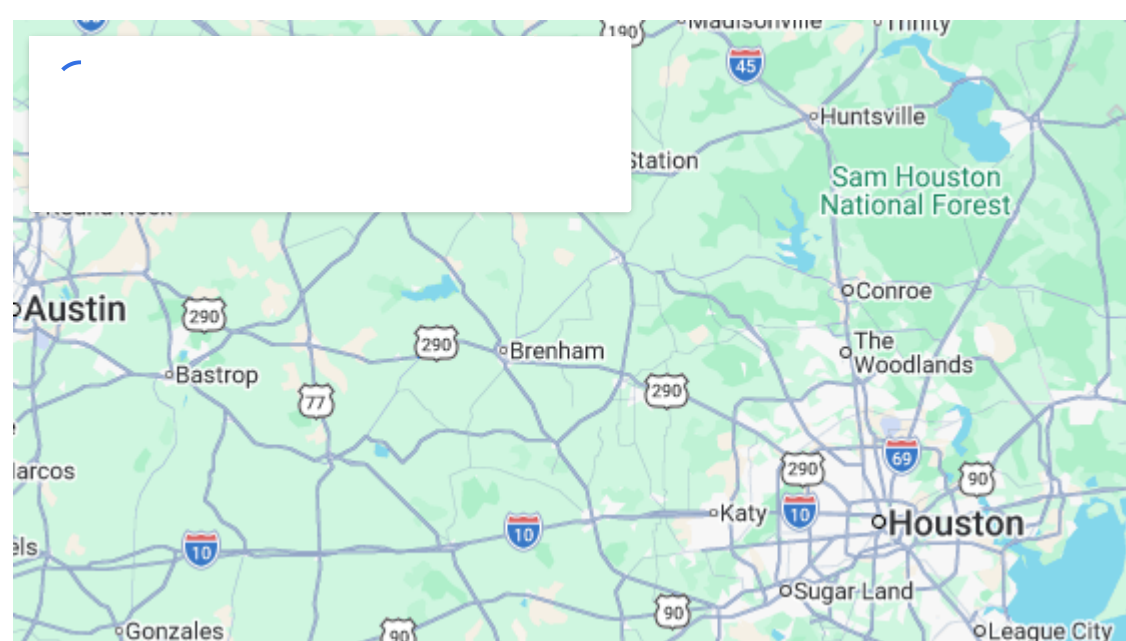 Madisonville
Trinity
190
45
Huntsville
Station
Sam Houston
National Forest
Round Rock
Conroe
Austin
290
290
Brenham
The
Woodlands
Bastrop
290
77
69
arcos
290
90
Katy
10
Houston
10
10
els
Sugar Land
90
Gonzales
90
League City